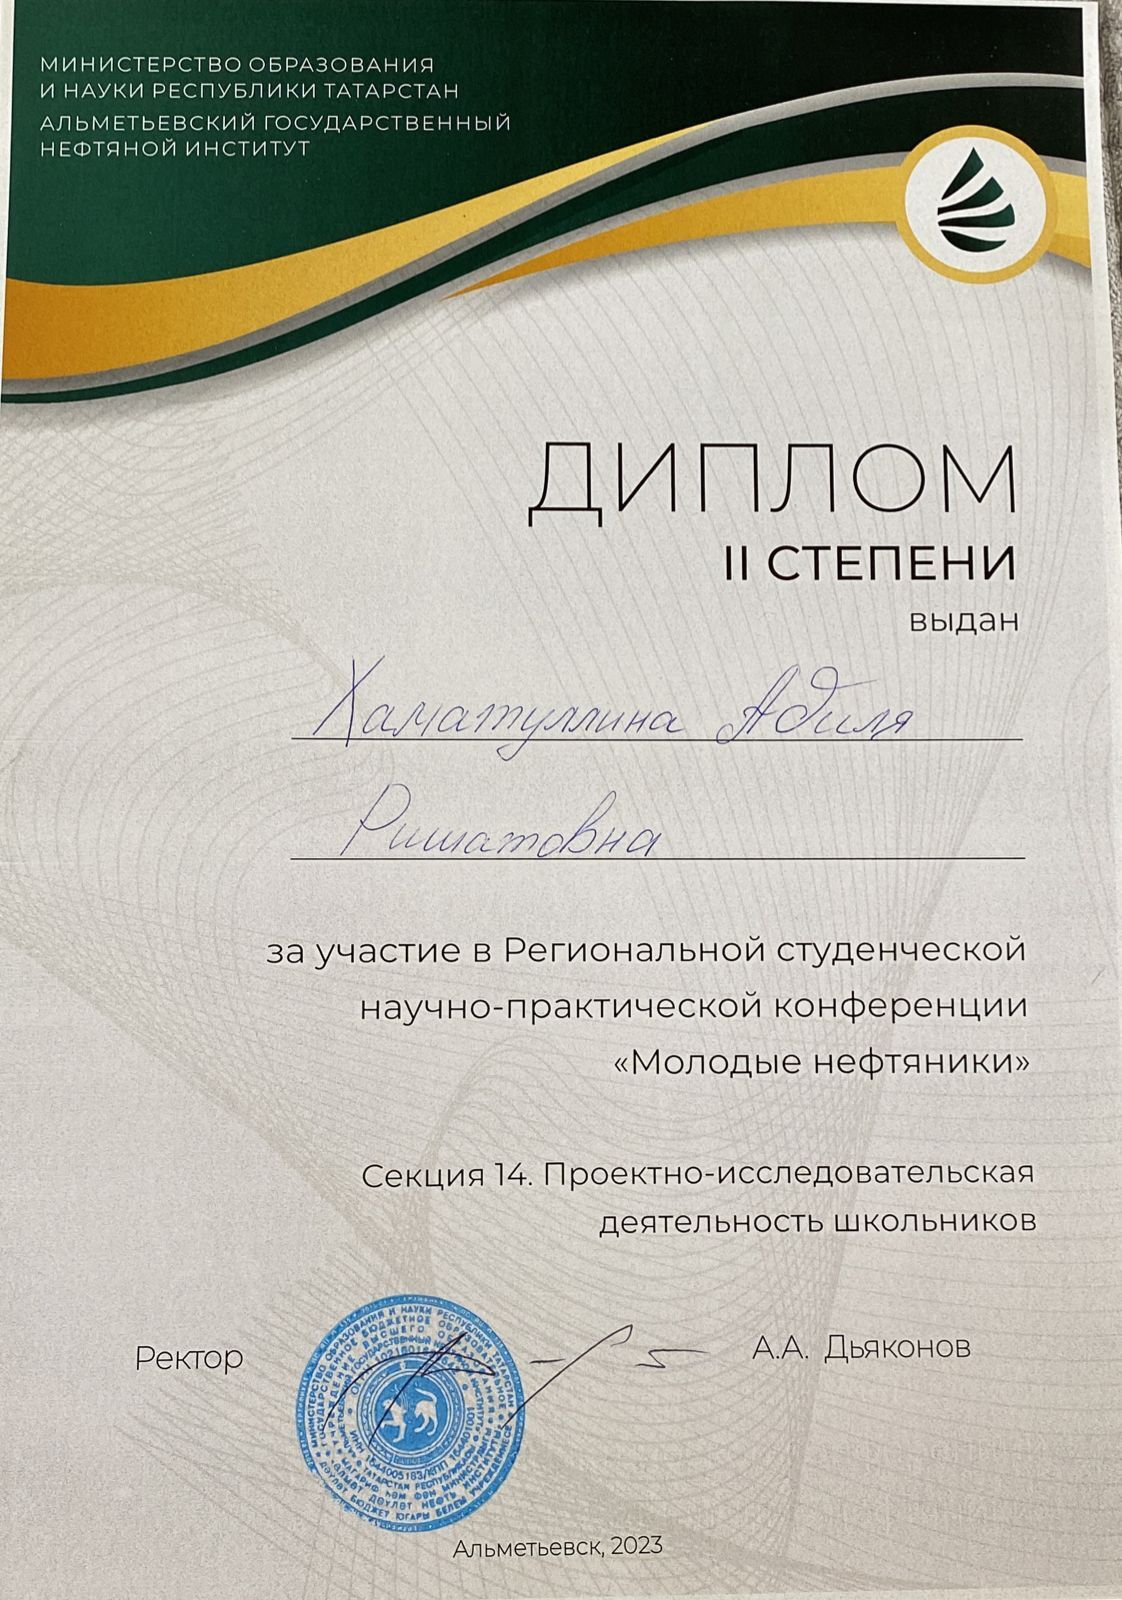 МИНИСТЕРСТВО ОБРАЗОВАНИЯ
И НАУКИ РЕСПУБЛИКИ ТАТАРСТАН
АЛЬМЕТЬЕВСКИЙ ГОСУДАРСТВЕННЫЙ
НЕФТЯНОЙ ИНСТИТУТ
ДИПЛОМ
II СТЕПЕНИ
выдан
Хаматуллина Адиля
Ришатовна
за участие в Региональной студенческой
научно-практической конференции
«Молодые нефтяники»
Секция 14. Проектно-исследовательская
деятельность школьников
Ректор
А.А. Дьяконов
Альметьевск, 2023